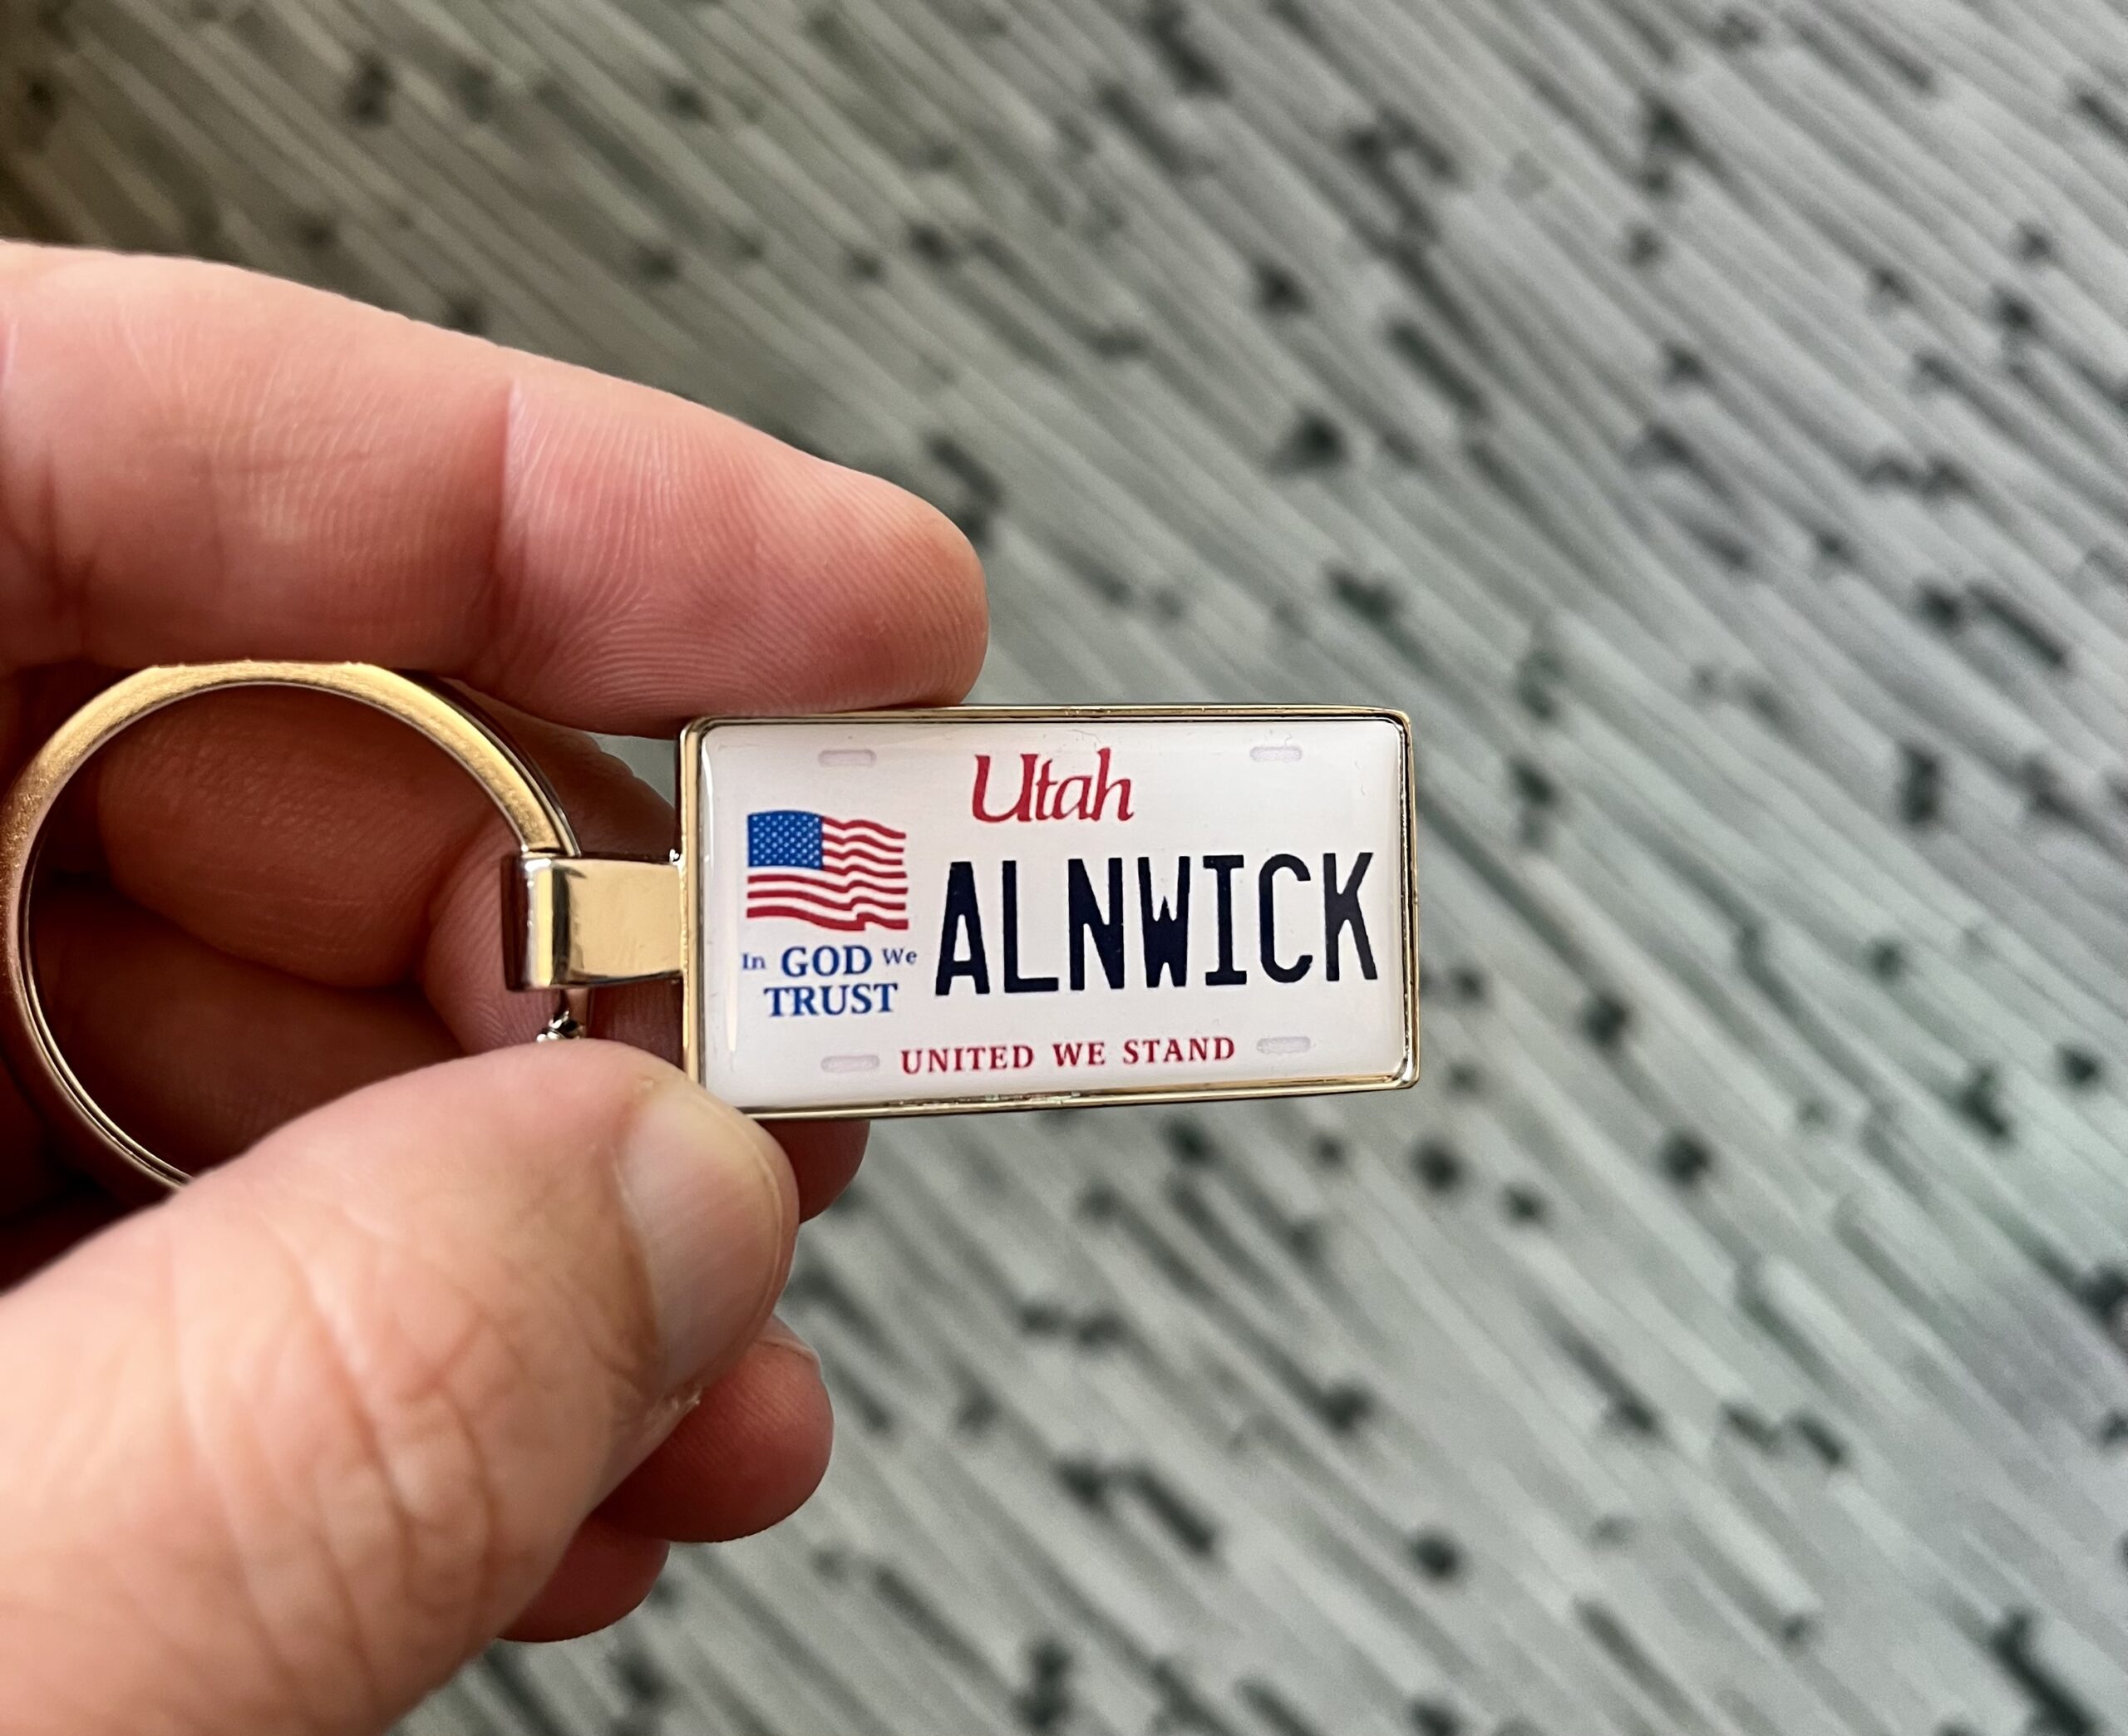 Utah
ALNWICK
In GOD We
TRUST
UNITED WE STAND